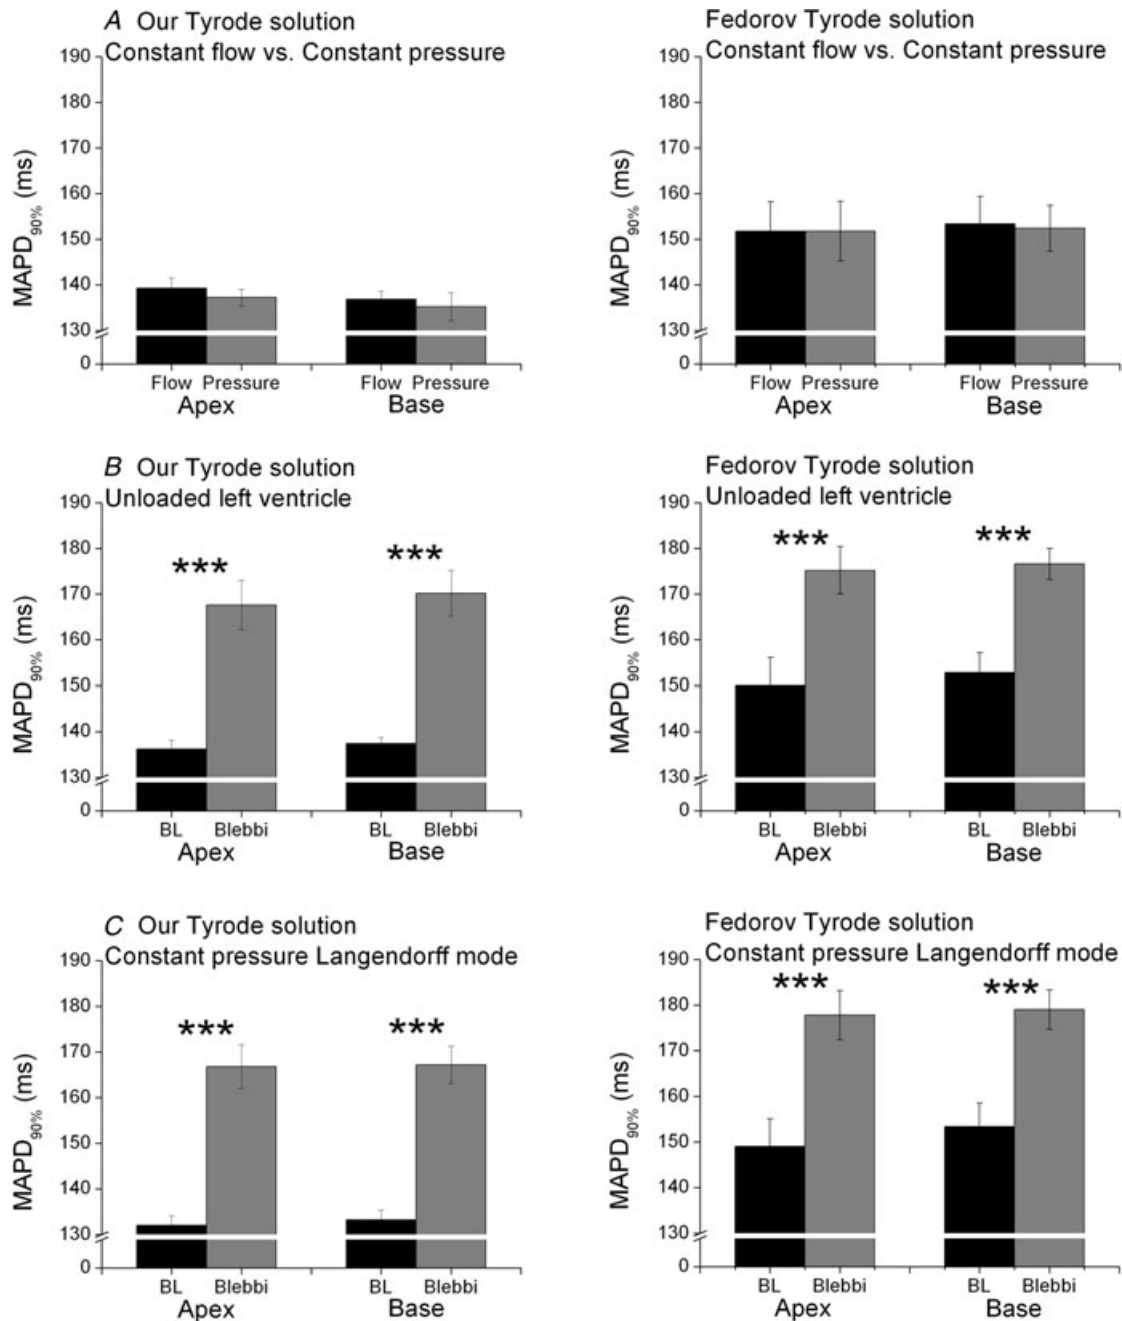 A Our Tyrode solution
Constant flow vs. Constant pressure
190
180
170
160
150
140
130
0
MAPD90% (ms)
Flow Pressure Flow Pressure
Apex Base
Fedorov Tyrode solution
Constant flow vs. Constant pressure
190
180
170
160
150
140
130
0
MAPD90% (ms)
Flow Pressure Flow Pressure
Apex Base
B Our Tyrode solution
Unloaded left ventricle
190
180
170
160
150
140
130
0
MAPD90% (ms)
*** ***
BL Blebbi BL Blebbi
Apex Base
Fedorov Tyrode solution
Unloaded left ventricle
190
180
170
160
150
140
130
0
MAPD90% (ms)
*** ***
BL Blebbi BL Blebbi
Apex Base
C Our Tyrode solution
Constant pressure Langendorff mode
190
180
170
160
150
140
130
0
MAPD90% (ms)
*** ***
BL Blebbi BL Blebbi
Apex Base
Fedorov Tyrode solution
Constant pressure Langendorff mode
190
180
170
160
150
140
130
0
MAPD90% (ms)
*** ***
BL Blebbi BL Blebbi
Apex Base